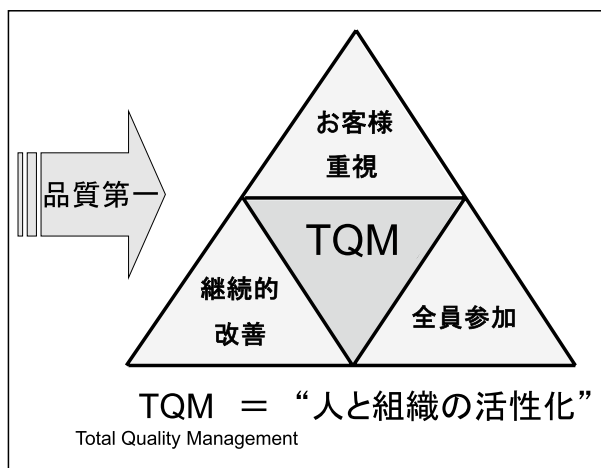 お客様
重視
品質第一
TQM
継続的
改善
全員参加
TQM = “人と組織の活性化”
Total Quality Management